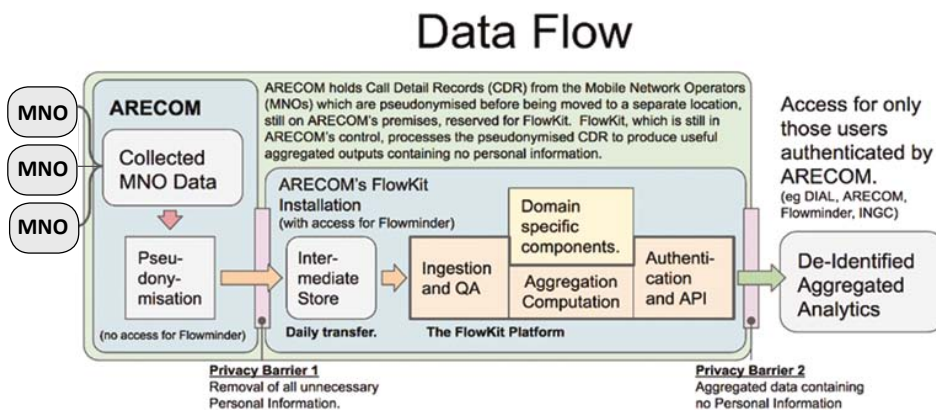 Data Flow
MNO
MNO
MNO
ARECOM
Collected
MNO Data
Pseu-
dony-
misation
(no access for Flowminder)
ARECOM holds Call Detail Records (CDR) from the Mobile Network Operators
(MNOs) which are pseudonymised before being moved to a separate location,
still on ARECOM's premises, reserved for FlowKit. FlowKit, which is still in
ARECOM's control, processes the pseudonymised CDR to produce useful
aggregated outputs containing no personal information.
ARECOM's FlowKit
Installation
(with access for Flowminder)
Inter-
mediate
Store
Daily transfer.
Ingestion
and QA
Domain
specific
components.
Aggregation
Computation
Authenti-
cation
and API
The FlowKit Platform
Access for only
those users
authenticated by
ARECOM.
(eg DIAL, ARECOM,
Flowminder, INGC)
De-Identified
Aggregated
Analytics
Privacy Barrier 1
Removal of all unnecessary
Personal Information.
Privacy Barrier 2
Aggregated data containing
no Personal Information